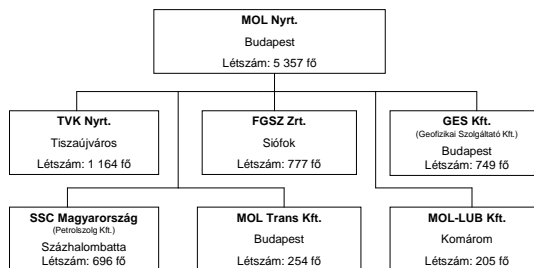 MOL Nyrt.
Budapest
Létszám: 5 357 fő
TVK Nyrt.
Tiszaújváros
Létszám: 1 164 fő
FGSZ Zrt.
Siófok
Létszám: 777 fő
GES Kft.
(Geofizikai Szolgáltató Kft.)
Budapest
Létszám: 749 fő
SSC Magyarország
(Petrolszolg Kft.)
Százhalombatta
Létszám: 696 fő
MOL Trans Kft.
Budapest
Létszám: 254 fő
MOL-LUB Kft.
Komárom
Létszám: 205 fő